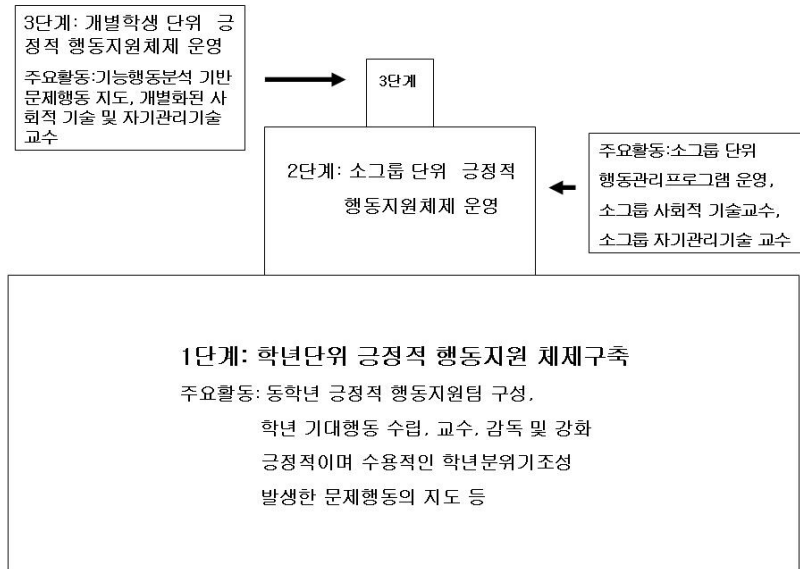 3단계: 개별학생 단위  긍
정적 행동지원체제 운영
주요활동:기능행동분석 기반
문제행동 지도, 개별화된 사
회적 기술 및 자기관리기술
교수
3단계
2단계: 소그룹 단위  긍정적
행동지원체제 운영
주요활동:소그룹 단위
행동관리프로그램 운영,
소그룹 사회적 기술교수,
소그룹 자기관리기술 교수
1단계: 학년단위 긍정적 행동지원 체제구축
주요활동: 동학년 긍정적 행동지원팀 구성,
학년 기대행동 수립, 교수, 감독 및 강화
긍정적이며 수용적인 학년분위기조성
발생한 문제행동의 지도 등